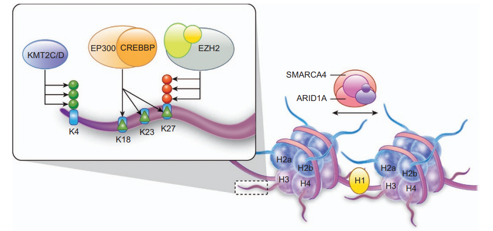 KMT2C/D
EP300
CREBBP
EZH2
K4
K18
K23
K27
SMARCA4
ARID1A
H2a
H2b
H3
H4
H1
H2a
H2b
H3
H4